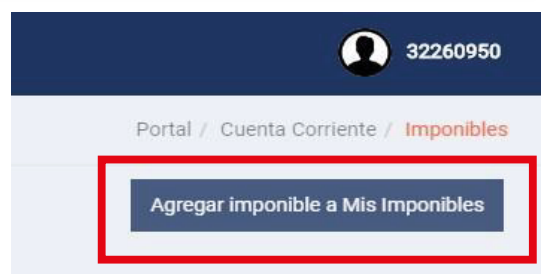 32260950
Portal / Cuenta Corriente / Imponibles
Agregar imponible a Mis Imponibles